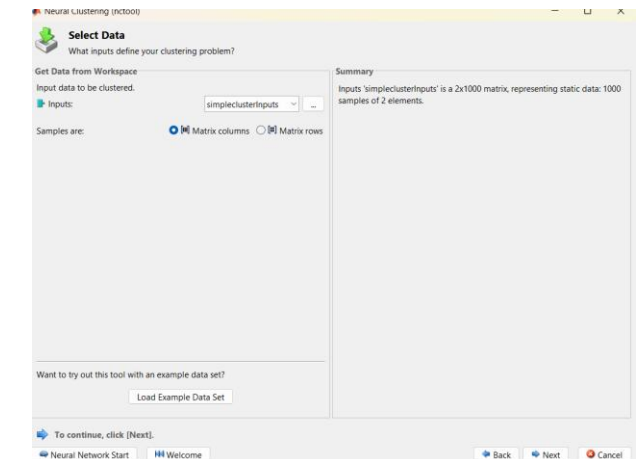 Neural Clustering (nctool)
Select Data
What inputs define your clustering problem?
Get Data from Workspace
Input data to be clustered.
Inputs:
simpleclusterInputs
...
Samples are:
Matrix columns
Matrix rows
Summary
Inputs 'simpleclusterInputs' is a 2x1000 matrix, representing static data: 1000
samples of 2 elements.
Want to try out this tool with an example data set?
Load Example Data Set
To continue, click [Next].
Neural Network Start
Welcome
Back
Next
Cancel